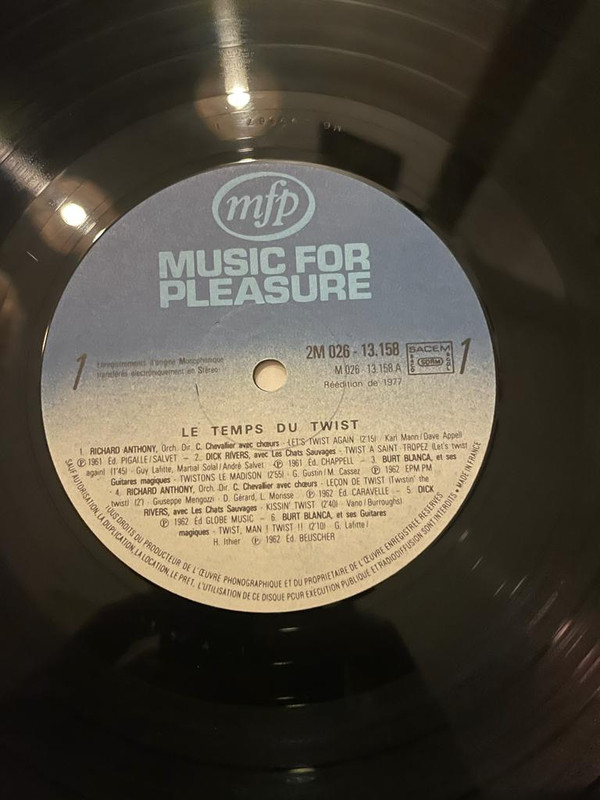 mfp
MUSIC FOR
PLEASURE
1
Enregistrements d'origine Monophonique
transférés électroniquement en Stéréo
2M 026 - 13.158
M 026 - 13.158 A
Réédition de 1977
SACEM
SDRM
1
LE TEMPS DU TWIST
1. RICHARD ANTHONY, Orch. Dir. C. Chevallier avec chœurs - LET'S TWIST AGAIN (2'15) Karl Mann/Dave Appell
Ⓟ 1961 Ed. PIGALLE/SALVET – 2. DICK RIVERS, avec Les Chats Sauvages - TWIST A SAINT-TROPEZ (Let's twist
again) (1'45) - Guy Lafitte, Martial Solal/André Salvet - Ⓟ 1961 Ed. CHAPPELL – 3. BURT BLANCA, et ses
Guitares magiques - TWISTONS LE MADISON (2'55) - G. Gustin/M. Cassez - Ⓟ 1962 EPM PM
4. RICHARD ANTHONY, Orch. Dir. C. Chevallier avec chœurs - LEÇON DE TWIST (Twistin' the
twist) (2') - Giuseppe Mengozzi - D. Gérard, L. Morisse - Ⓟ 1962 Ed. CARAVELLE - 5. DICK
RIVERS, avec Les Chats Sauvages - KISSIN' TWIST (2'40) - Vano/Burroughs)
Ⓟ 1962 Ed GLOBE MUSIC – 6. BURT BLANCA, et ses Guitares
magiques - TWIST, MAN ! TWIST !! (2'10) - G. Lafitte/
H. Ithier - Ⓟ 1962 Ed. BEUSCHER
TOUS DROITS DU PRODUCTEUR DE L'ŒUVRE PHONOGRAPHIQUE ET DU PROPRIETAIRE DE L'ŒUVRE ENREGISTREE RESERVES
SAUF AUTORISATION, LA DUPLICATION, LA LOCATION, LE PRET, L'UTILISATION DE CE DISQUE POUR EXECUTION PUBLIQUE ET RADIODIFFUSION SONT INTERDITS • MADE IN FRANCE